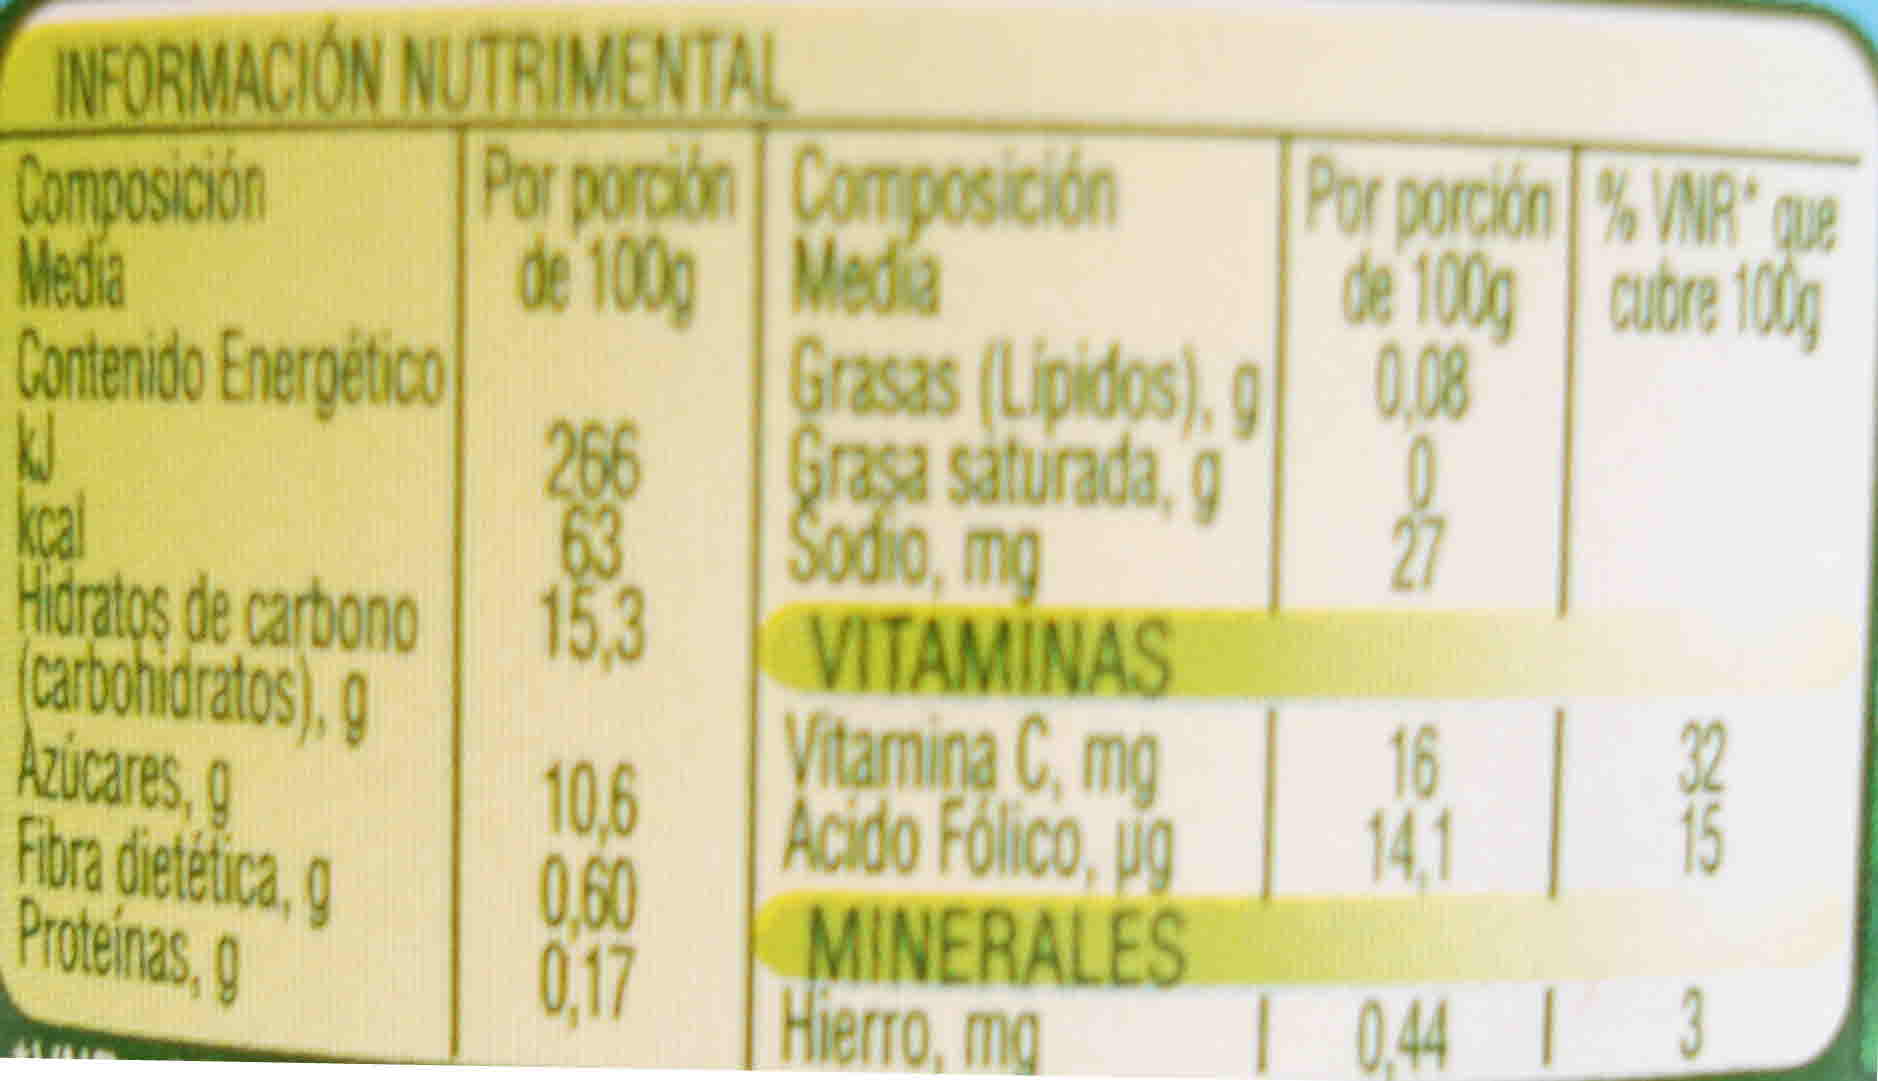 INFORMACIÓN NUTRIMENTAL
Composición
Media
Por porción
de 100g
Contenido Energético
kJ 266
kcal 63
Hidratos de carbono 15,3
(carbohidratos), g
Azúcares, g 10,6
Fibra dietética, g 0,60
Proteínas, g 0,17
Composición
Media
Por porción
de 100g
% VNR* que
cubre 100g
Grasas (Lípidos), g 0,08
Grasa saturada, g 0
Sodio, mg 27
VITAMINAS
Vitamina C, mg 16 32
Ácido Fólico, µg 14,1 15
MINERALES
Hierro, mg 0,44 3